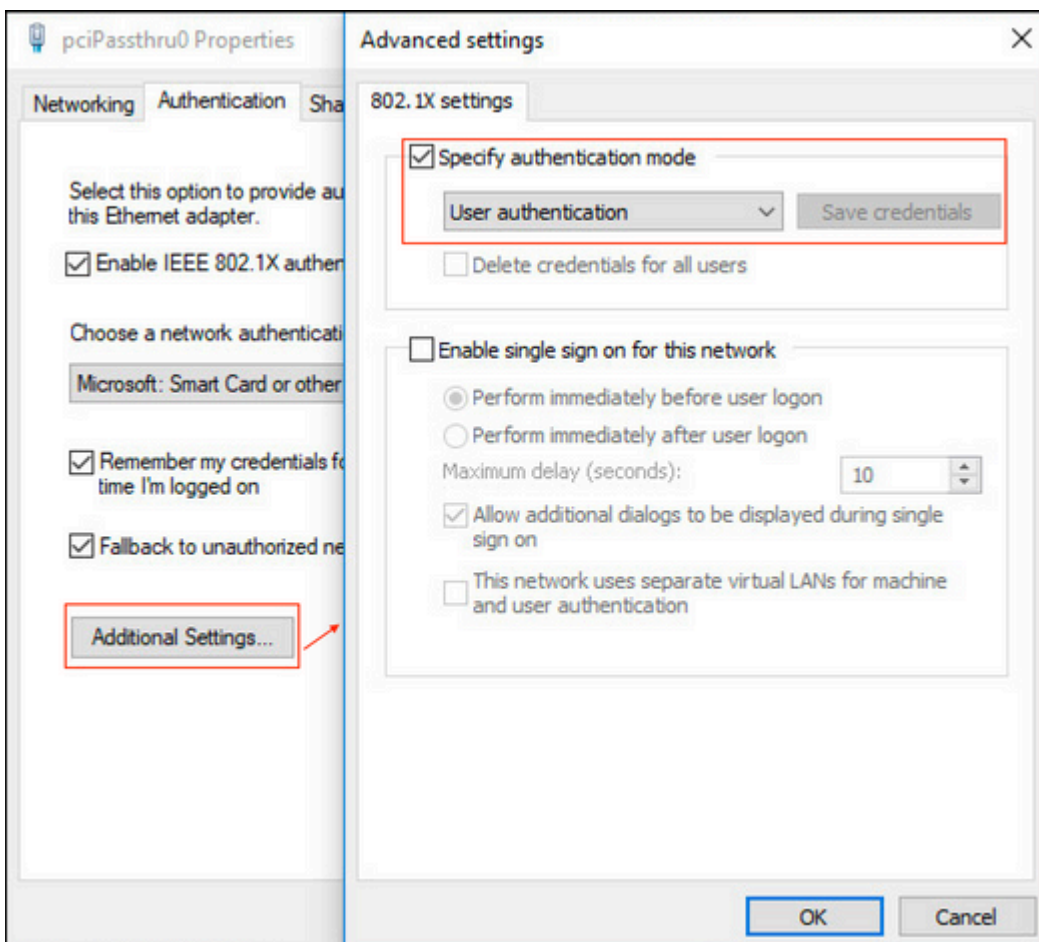 pciPassthru0 Properties
Networking
Authentication
Sha
Select this option to provide au
this Ethernet adapter.
Enable IEEE 802.1X authen
Choose a network authenticati
Microsoft: Smart Card or other
Remember my credentials fo
time I'm logged on
Fallback to unauthorized ne
Additional Settings...
Advanced settings
802.1X settings
Specify authentication mode
User authentication
Save credentials
Delete credentials for all users
Enable single sign on for this network
Perform immediately before user logon
Perform immediately after user logon
Maximum delay (seconds):
10
Allow additional dialogs to be displayed during single
sign on
This network uses separate virtual LANs for machine
and user authentication
OK
Cancel